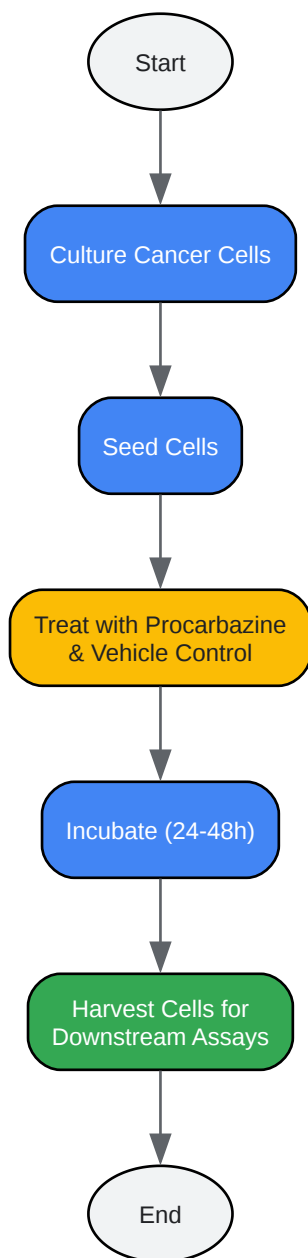 Start
Culture Cancer Cells
Seed Cells
Treat with Procarbazine
& Vehicle Control
Incubate (24-48h)
Harvest Cells for
Downstream Assays
End